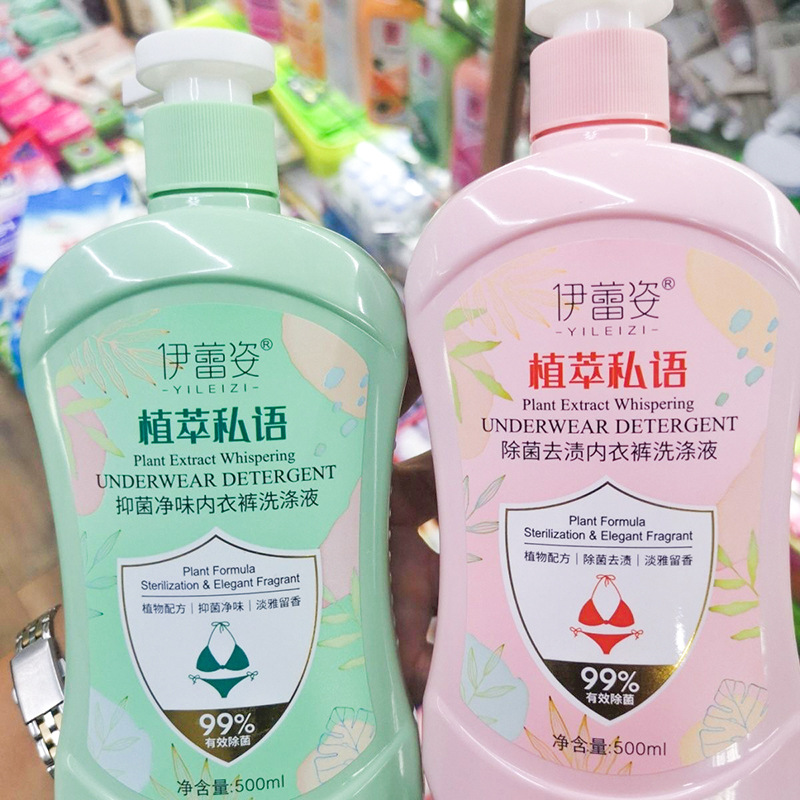 伊蕾姿®
-YILEIZI-
植萃私语
Plant Extract Whispering
UNDERWEAR DETERGENT
抑菌净味内衣裤洗涤液
Plant Formula
Sterilization & Elegant Fragrant
植物配方 | 抑菌净味 | 淡雅留香
99%
有效除菌
净含量:500ml
伊蕾姿®
-YILEIZI-
植萃私语
Plant Extract Whispering
UNDERWEAR DETERGENT
除菌去渍内衣裤洗涤液
Plant Formula
Sterilization & Elegant Fragrant
植物配方 | 除菌去渍 | 淡雅留香
99%
有效除菌
净含量:500ml